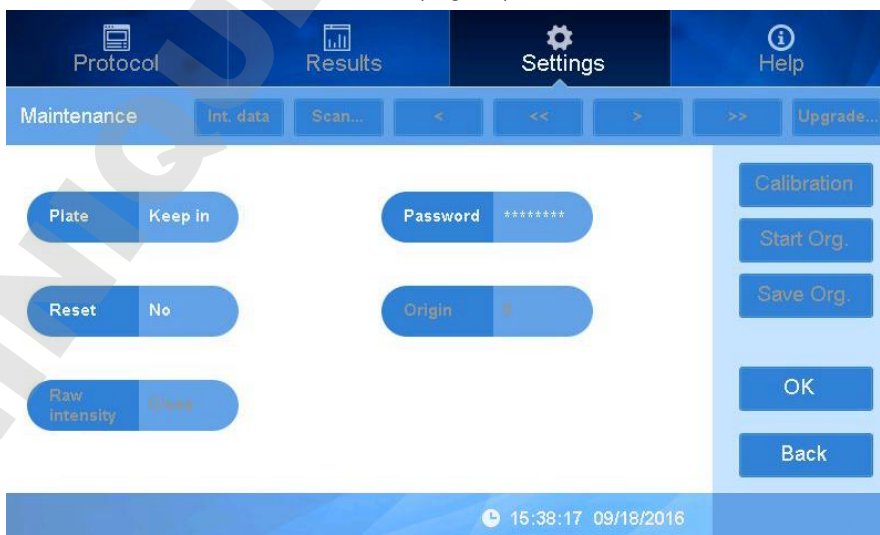 Protocol Results Settings Help
Maintenance Int. data Scan... < << > >> Upgrade...
Plate Keep in Password ********
Calibration
Start Org.
Reset No Origin
Save Org.
Raw
intensity
OK
Back
15:38:17 09/18/2016